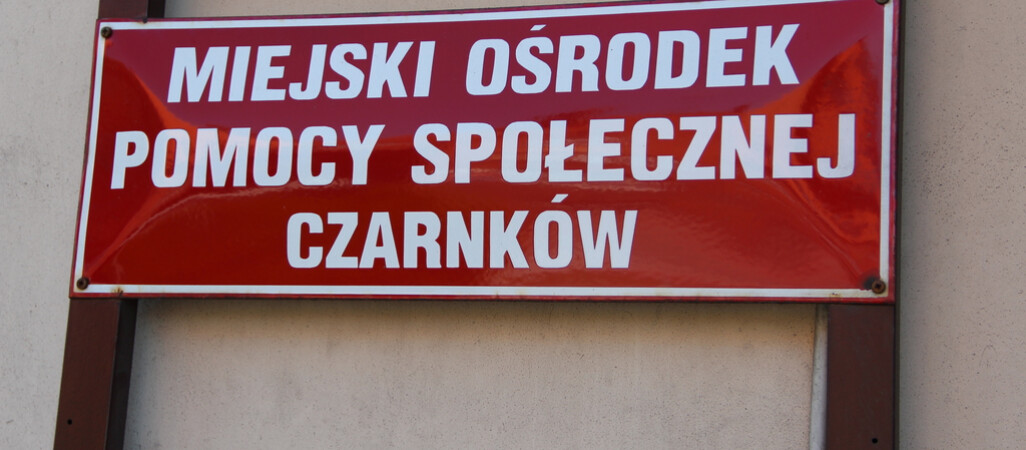 MIEJSKI OŚRODEK
POMOCY SPOŁECZNEJ
CZARNKÓW